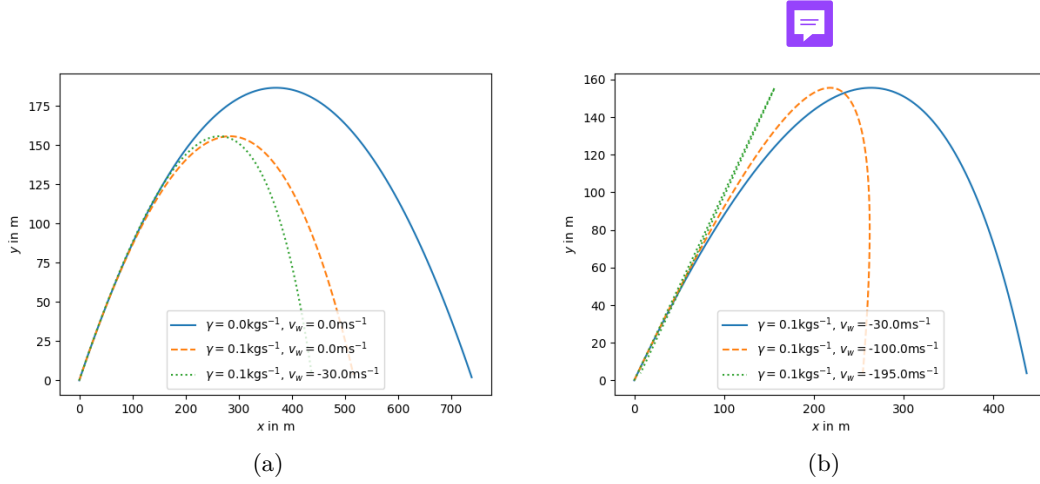 175
150
125
100
75
50
25
0
y in m
0 100 200 300 400 500 600 700
x in m
γ = 0.0kgs⁻¹, v_w = 0.0ms⁻¹
γ = 0.1kgs⁻¹, v_w = 0.0ms⁻¹
γ = 0.1kgs⁻¹, v_w = -30.0ms⁻¹
(a)
160
140
120
100
80
60
40
20
0
y in m
0 100 200 300 400
x in m
γ = 0.1kgs⁻¹, v_w = -30.0ms⁻¹
γ = 0.1kgs⁻¹, v_w = -100.0ms⁻¹
γ = 0.1kgs⁻¹, v_w = -195.0ms⁻¹
(b)